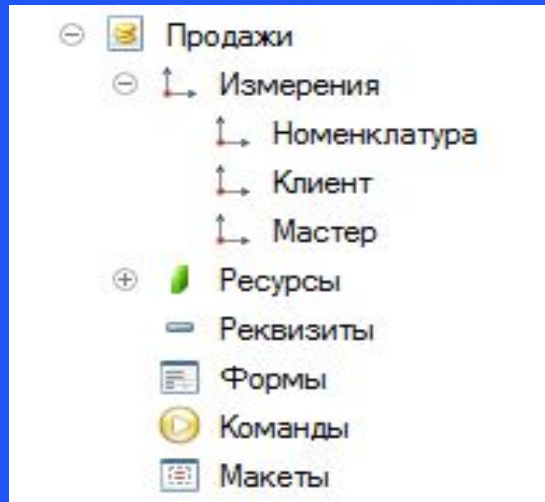 Продажи
Измерения
Номенклатура
Клиент
Мастер
Ресурсы
Реквизиты
Формы
Команды
Макеты